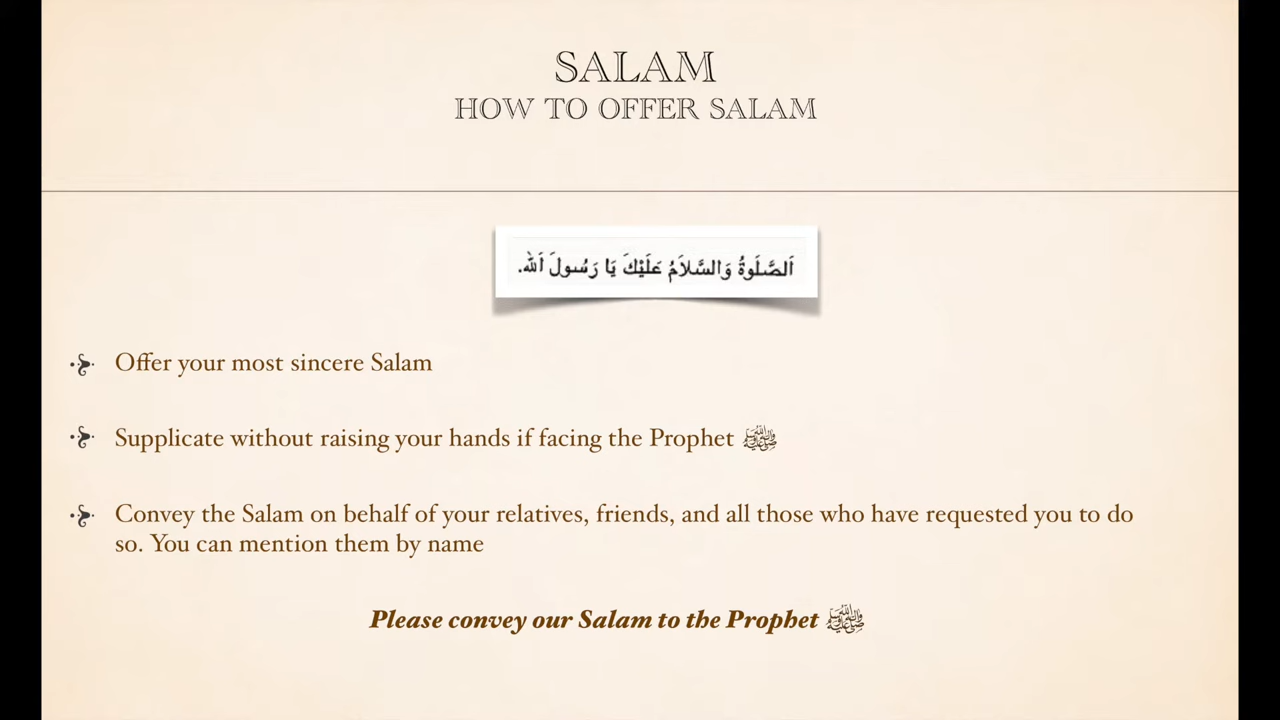 SALAM
HOW TO OFFER SALAM
اَلصَّلَوةُ وَالسَّلاَمُ عَلَيْكَ يَا رَسُولَ اَلله.
Offer your most sincere Salam
Supplicate without raising your hands if facing the Prophet ﷺ
Convey the Salam on behalf of your relatives, friends, and all those who have requested you to do
so. You can mention them by name
Please convey our Salam to the Prophet ﷺ